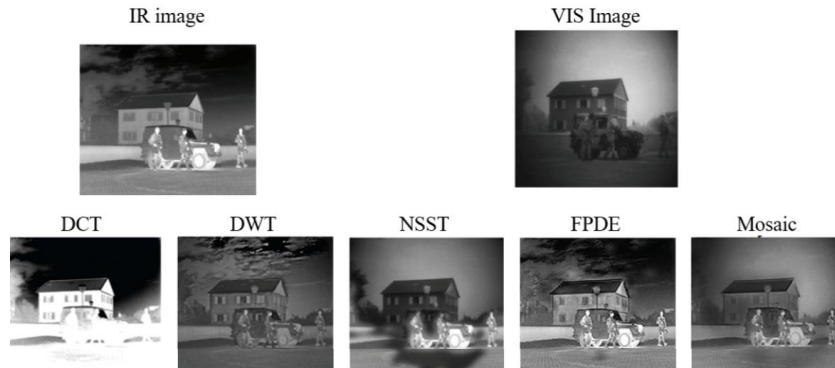 IR image
VIS Image
DCT
DWT
NSST
FPDE
Mosaic